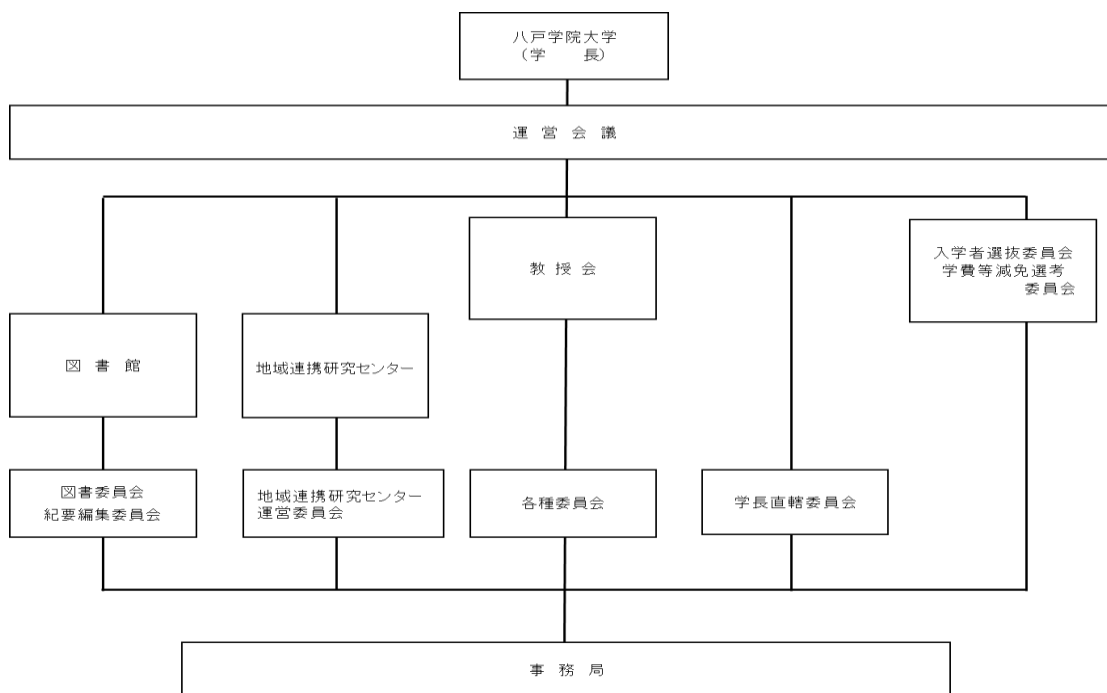 八戸学院大学
(学　　長)
運 営 会 議
教 授 会
入学者選抜委員会
学費等減免選考
委員会
図 書 館
地域連携研究センター
図書委員会
紀要編集委員会
地域連携研究センター
運営委員会
各種委員会
学長直轄委員会
事 務 局